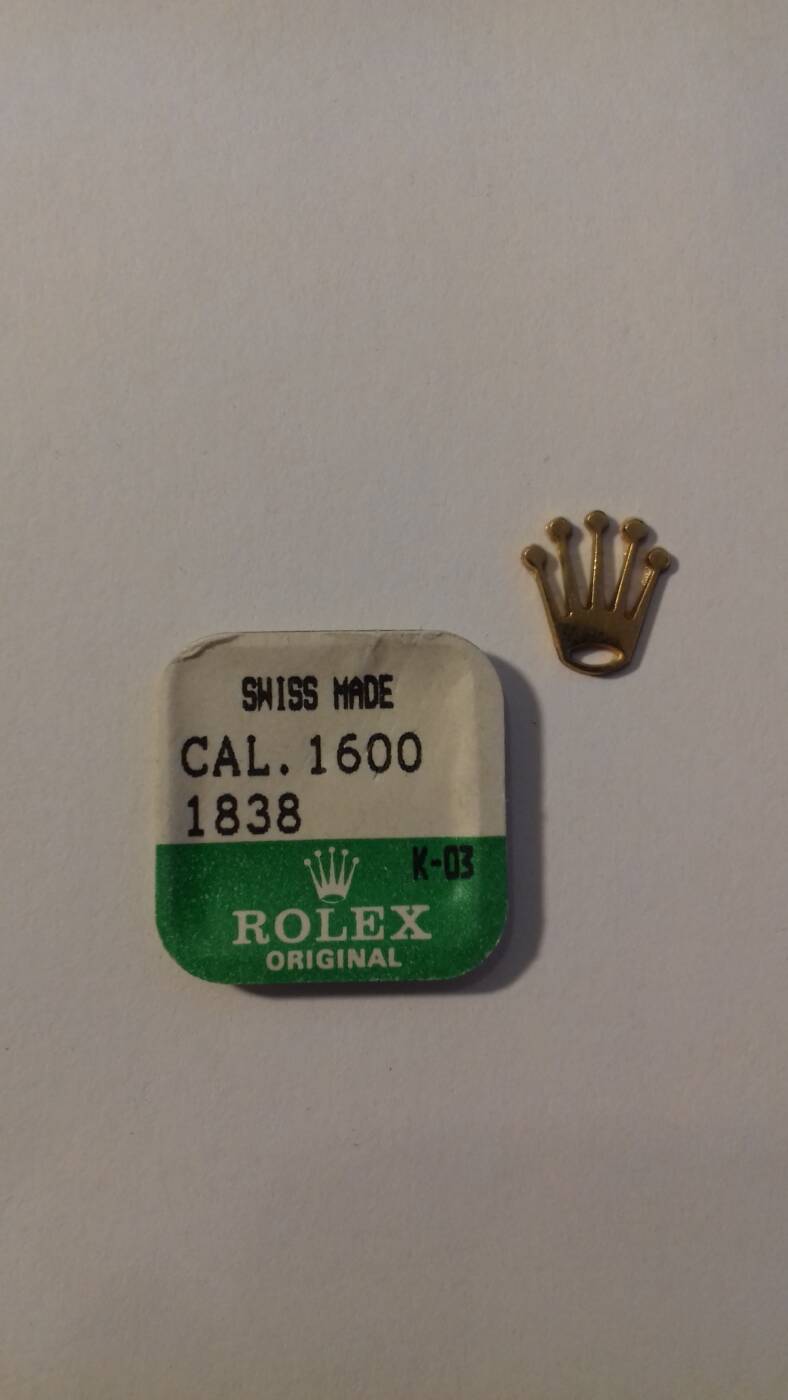 SWISS MADE
CAL. 1600
1838
K-03
ROLEX
ORIGINAL